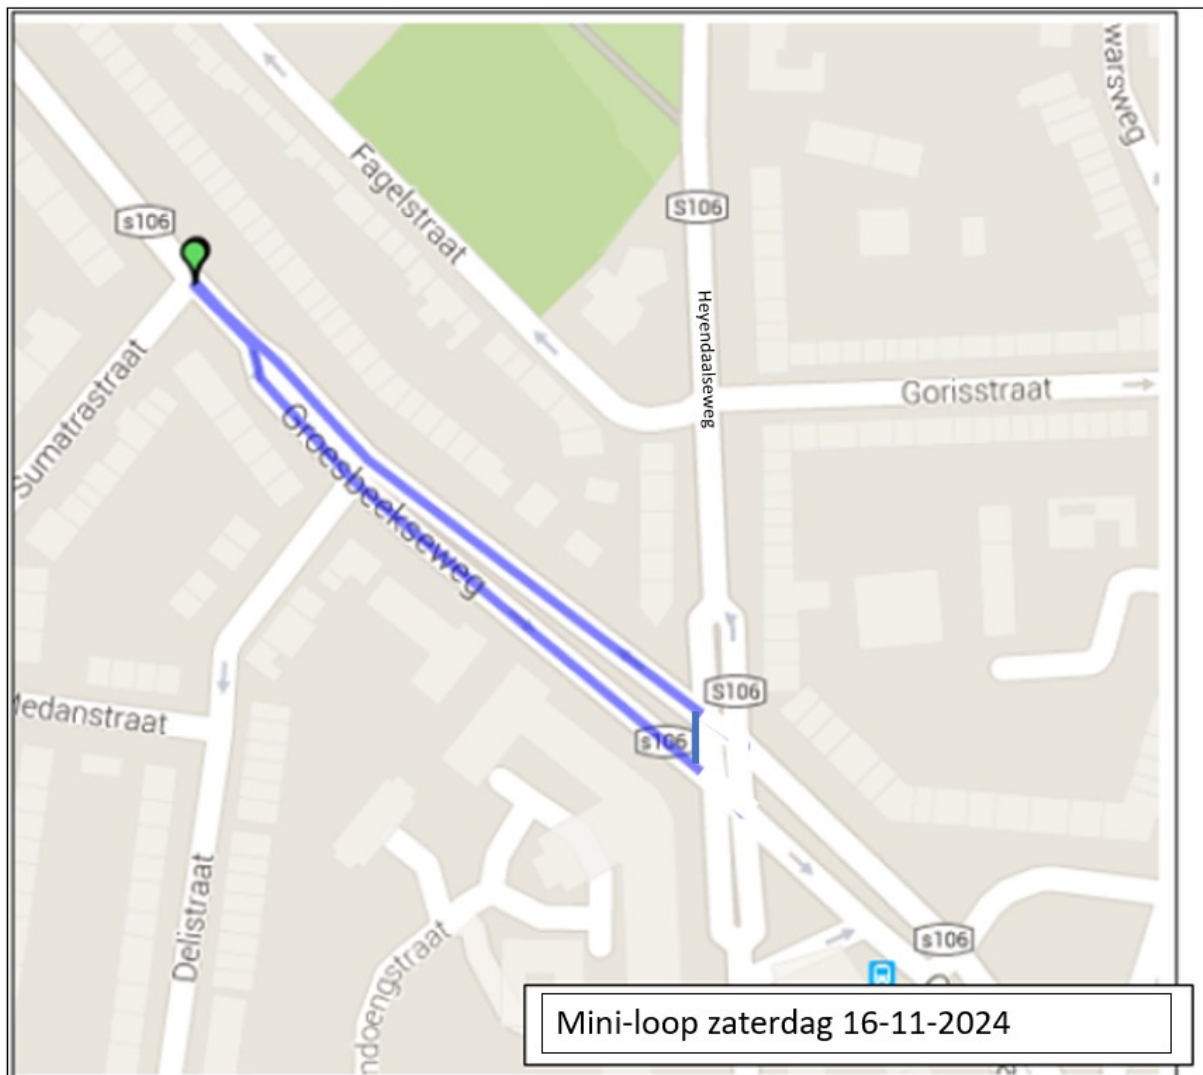 warsweg
Fagelstraat
S106
s106
Heyendaalseweg
Sumatrastraat
Gorisstraat
Groesbeekseweg
S106
Medanstraat
s106
Delistraat
s106
ndoengstraat
Mini-loop zaterdag 16-11-2024